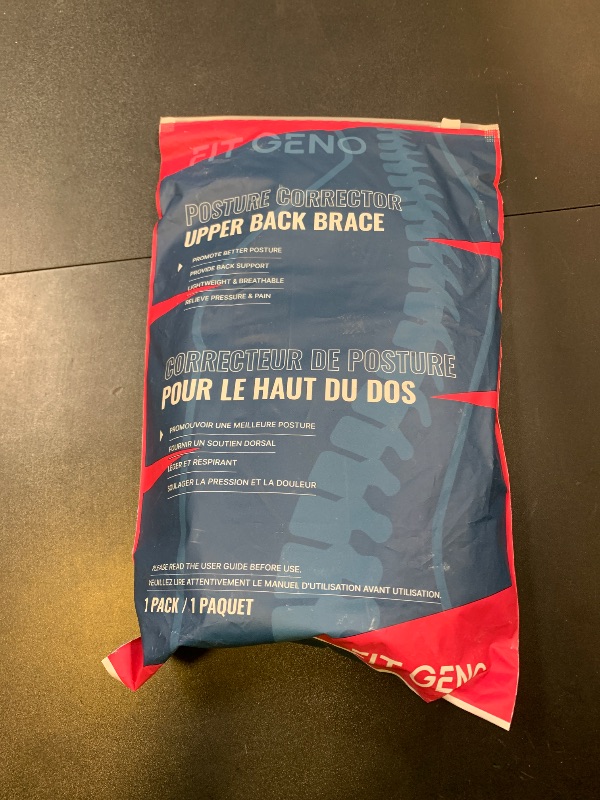 FIT GENO
POSTURE CORRECTOR
UPPER BACK BRACE
PROMOTE BETTER POSTURE
PROVIDE BACK SUPPORT
LIGHTWEIGHT & BREATHABLE
RELIEVE PRESSURE & PAIN
CORRECTEUR DE POSTURE
POUR LE HAUT DU DOS
PROMOUVOIR UNE MEILLEURE POSTURE
FOURNIR UN SOUTIEN DORSAL
LÉGER ET RESPIRANT
SOULAGER LA PRESSION ET LA DOULEUR
PLEASE READ THE USER GUIDE BEFORE USE.
VEUILLEZ LIRE ATTENTIVEMENT LE MANUEL D'UTILISATION AVANT UTILISATION.
1 PACK / 1 PAQUET
FIT GENO